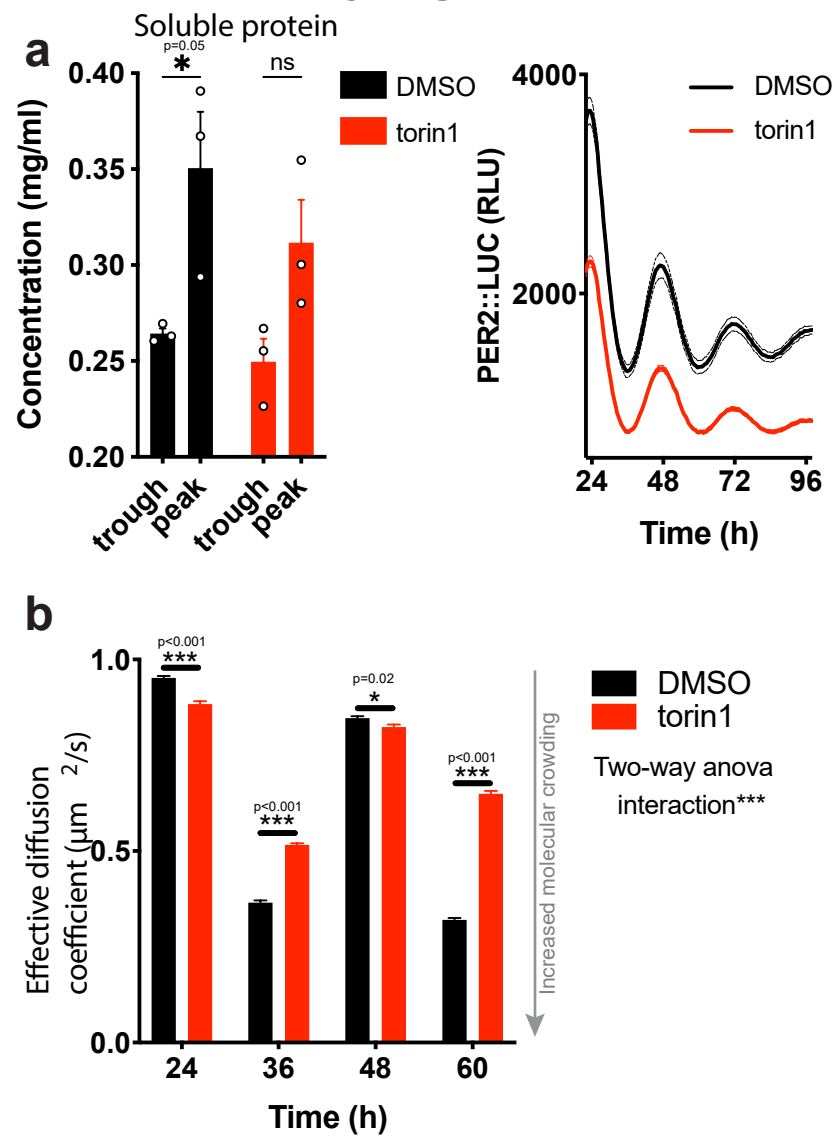 a
Soluble protein
p=0.05
*
ns
0.40
0.35
0.30
0.25
0.20
Concentration (mg/ml)
trough
peak
trough
peak
DMSO
torin1
4000
2000
PER2::LUC (RLU)
24 48 72 96
Time (h)
DMSO
torin1
b
p<0.001
***
p<0.001
***
p=0.02
*
p<0.001
***
1.0
0.5
0.0
Effective diffusion
coefficient (µm 2/s)
24 36 48 60
Time (h)
Increased molecular crowding
DMSO
torin1
Two-way anova
interaction***